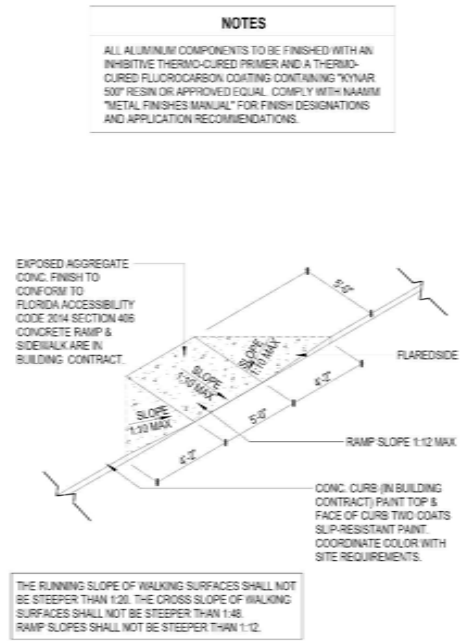 NOTES
ALL ALUMINUM COMPONENTS TO BE FINISHED WITH AN
INHIBITIVE THERMO-CURED PRIMER AND A THERMO-
CURED FLUOROCARBON COATING CONTAINING "KYNAR
500" RESIN OR APPROVED EQUAL. COMPLY WITH NAAMM
"METAL FINISHES MANUAL" FOR FINISH DESIGNATIONS
AND APPLICATION RECOMMENDATIONS.
EXPOSED AGGREGATE
CONC. FINISH TO
CONFORM TO
FLORIDA ACCESSIBILITY
CODE 2014 SECTION 406
CONCRETE RAMP &
SIDEWALK ARE IN
BUILDING CONTRACT.
5'-0"
SLOPE
1:10 MAX
SLOPE
1:10 MAX
SLOPE
1:10 MAX
FLAREDSIDE
4'-2"
5'-0"
4'-2"
RAMP SLOPE 1:12 MAX
CONC. CURB (IN BUILDING
CONTRACT) PAINT TOP &
FACE OF CURB TWO COATS
SLIP-RESISTANT PAINT.
COORDINATE COLOR WITH
SITE REQUIREMENTS.
THE RUNNING SLOPE OF WALKING SURFACES SHALL NOT
BE STEEPER THAN 1:20. THE CROSS SLOPE OF WALKING
SURFACES SHALL NOT BE STEEPER THAN 1:48.
RAMP SLOPES SHALL NOT BE STEEPER THAN 1:12.